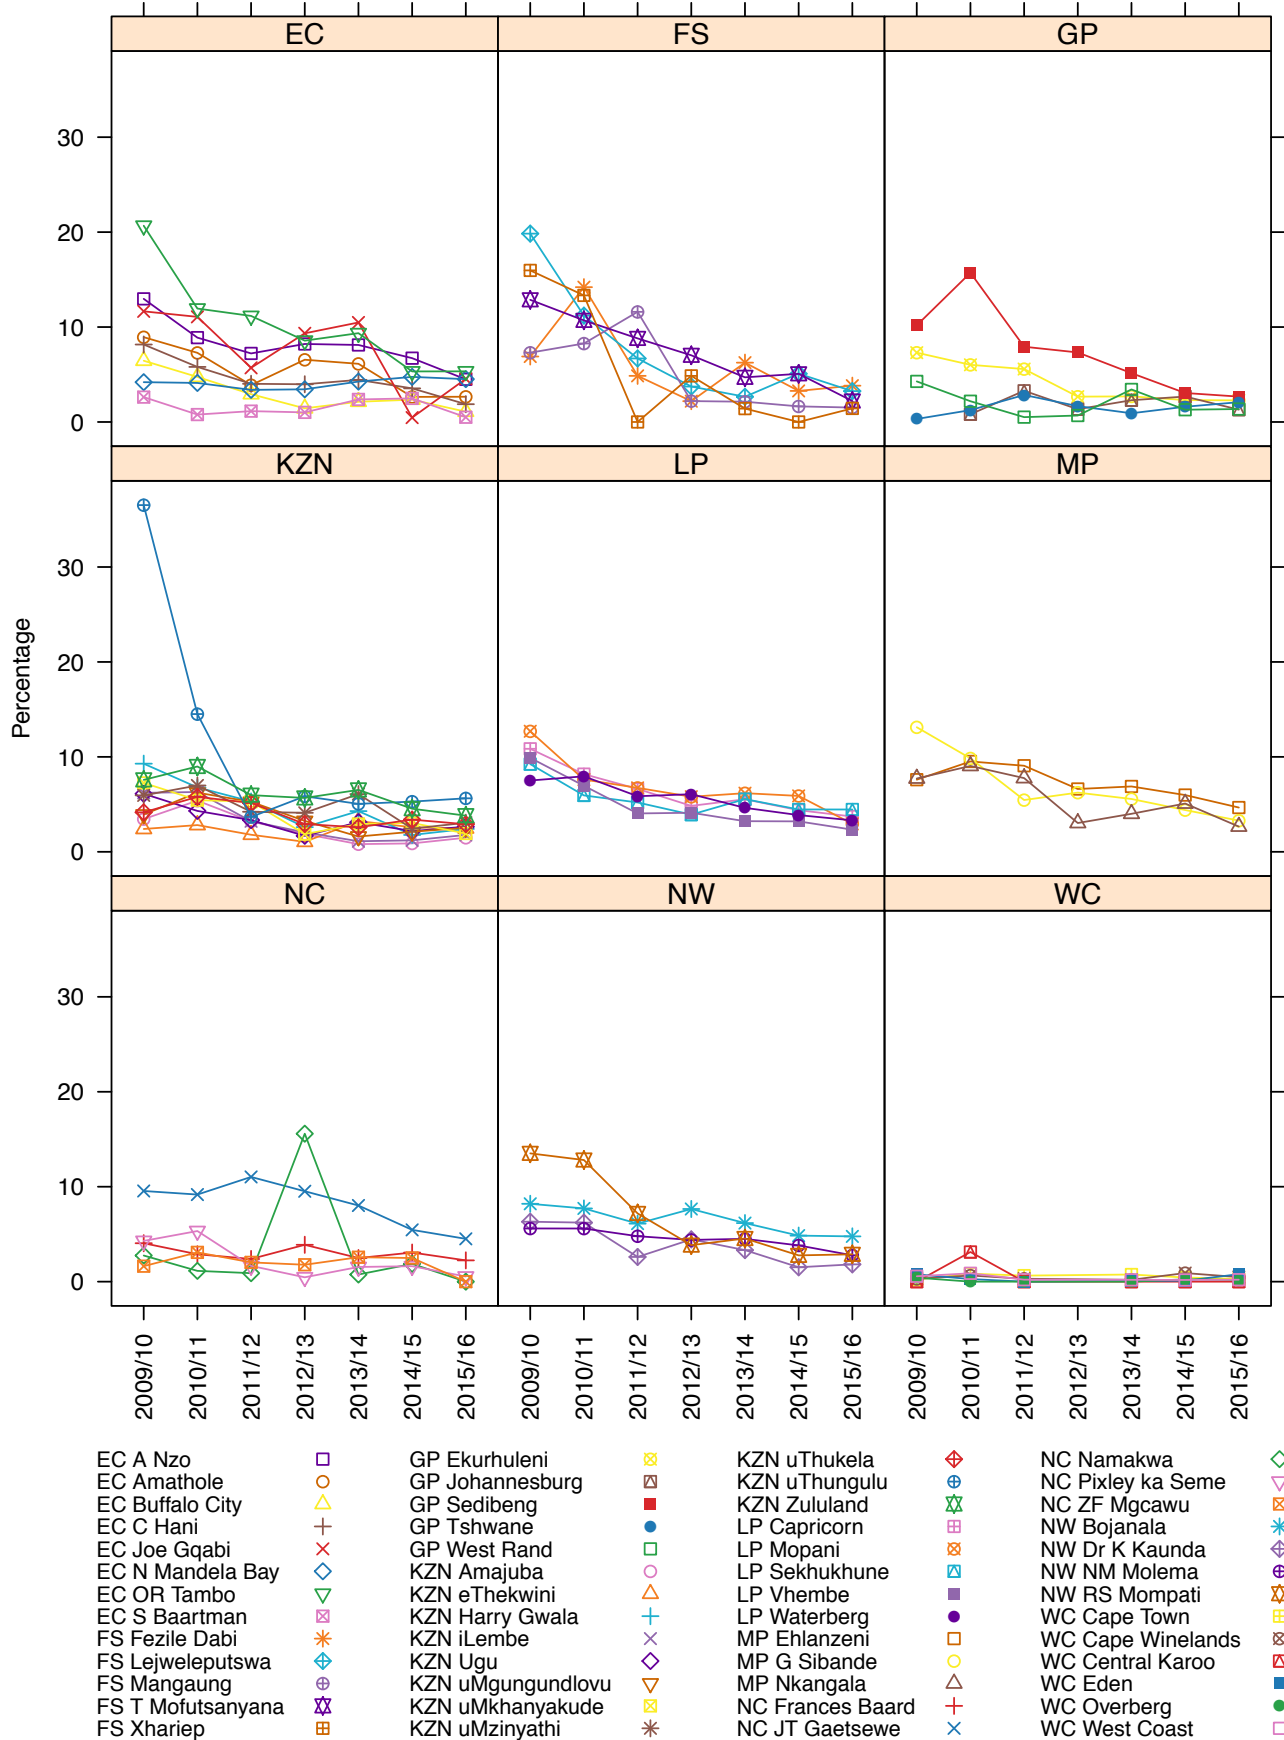 EC FS GP
30
20
10
0
KZN LP MP
30
20
10
0
Percentage
NC NW WC
30
20
10
0
2009/10 2010/11 2011/12 2012/13 2013/14 2014/15 2015/16 2009/10 2010/11 2011/12 2012/13 2013/14 2014/15 2015/16 2009/10 2010/11 2011/12 2012/13 2013/14 2014/15 2015/16
EC A Nzo GP Ekurhuleni KZN uThukela NC Namakwa
EC Amathole GP Johannesburg KZN uThungulu NC Pixley ka Seme
EC Buffalo City GP Sedibeng KZN Zululand NC ZF Mgcawu
EC C Hani GP Tshwane LP Capricorn NW Bojanala
EC Joe Gqabi GP West Rand LP Mopani NW Dr K Kaunda
EC N Mandela Bay KZN Amajuba LP Sekhukhune NW NM Molema
EC OR Tambo KZN eThekwini LP Vhembe NW RS Mompati
EC S Baartman KZN Harry Gwala LP Waterberg WC Cape Town
FS Fezile Dabi KZN iLembe MP Ehlanzeni WC Cape Winelands
FS Lejweleputswa KZN Ugu MP G Sibande WC Central Karoo
FS Mangaung KZN uMgungundlovu MP Nkangala WC Eden
FS T Mofutsanyana KZN uMkhanyakude NC Frances Baard WC Overberg
FS Xhariep KZN uMzinyathi NC JT Gaetsewe WC West Coast